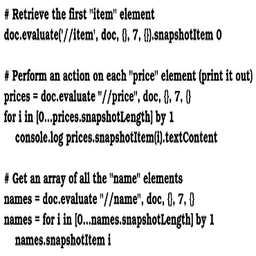 # Retrieve the first "item" element
doc.evaluate('//item', doc, {}, 7, {}).snapshotItem 0
# Perform an action on each "price" element (print it out)
prices = doc.evaluate "//price", doc, {}, 7, {}
for i in [0...prices.snapshotLength] by 1
console.log prices.snapshotItem(i).textContent
# Get an array of all the "name" elements
names = doc.evaluate "//name", doc, {}, 7, {}
names = for i in [0...names.snapshotLength] by 1
names.snapshotItem i